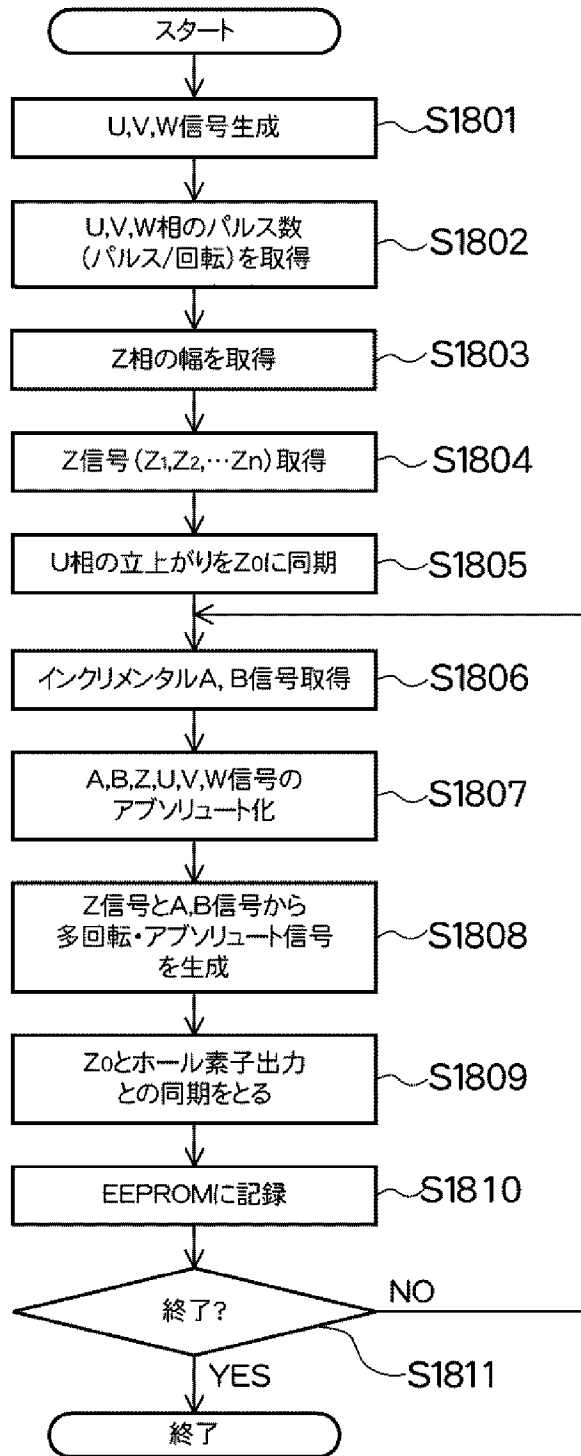 スタート
U,V,W信号生成
S1801
U,V,W相のパルス数
(パルス/回転)を取得
S1802
Z相の幅を取得
S1803
Z信号(Z1,Z2,…Zn)取得
S1804
U相の立上がりをZ0に同期
S1805
インクリメンタルA, B信号取得
S1806
A,B,Z,U,V,W信号の
アブソリュート化
S1807
Z信号とA,B信号から
多回転・アブソリュート信号
を生成
S1808
Z0とホール素子出力
との同期をとる
S1809
EEPROMに記録
S1810
終了?
NO
S1811
YES
終了